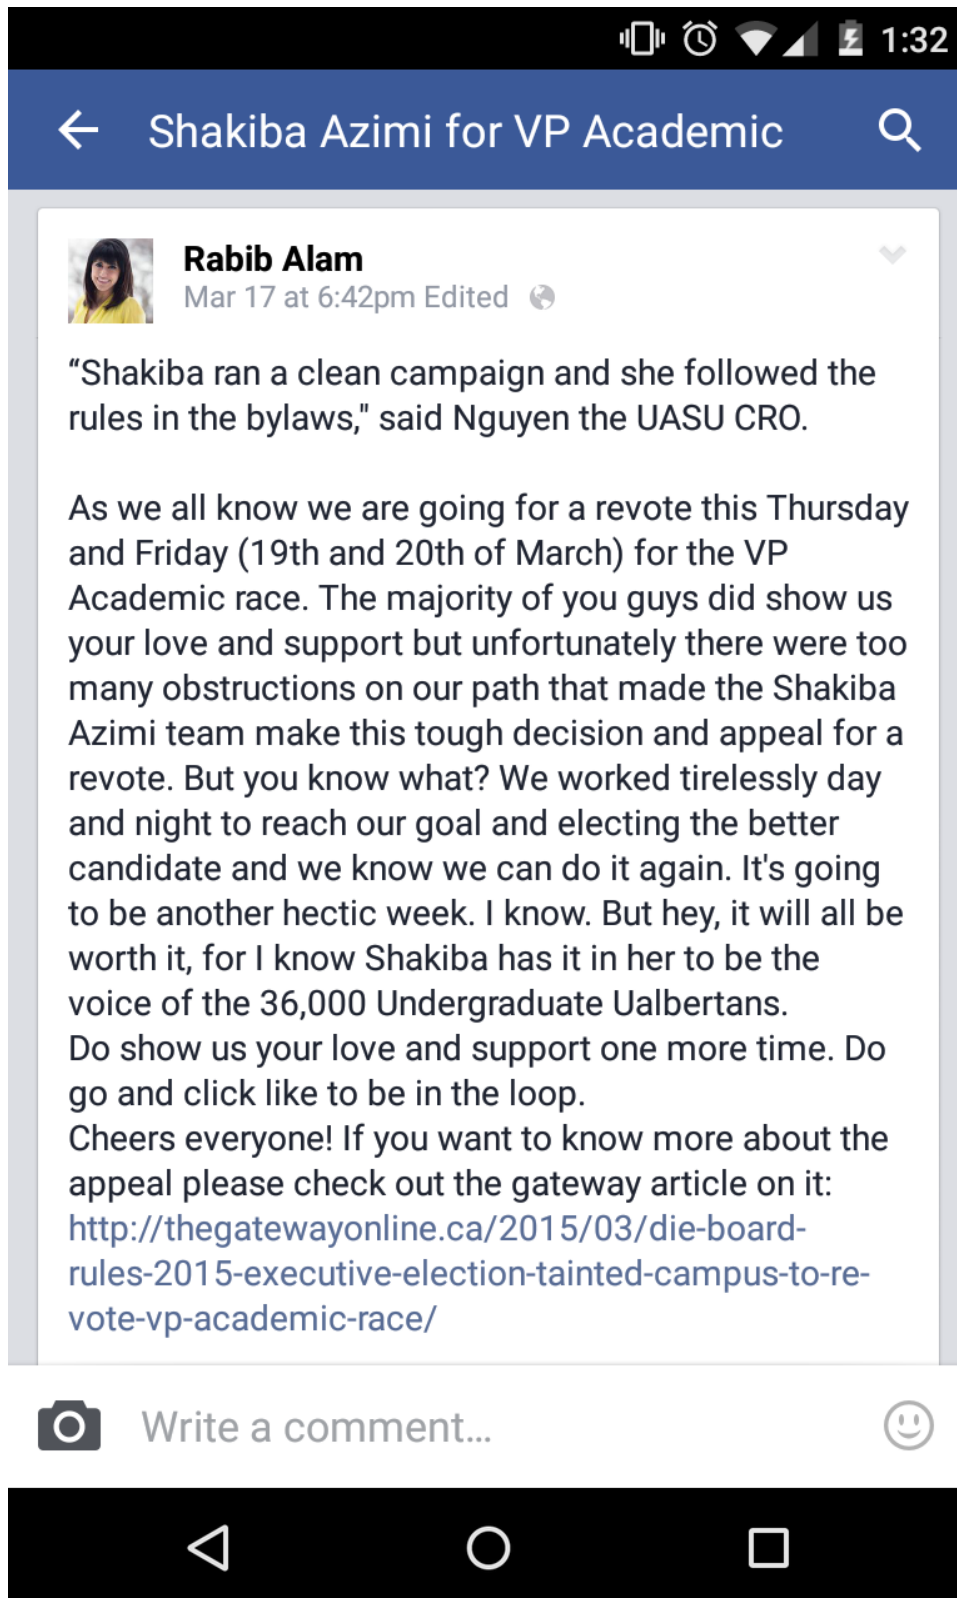 1:32
Shakiba Azimi for VP Academic
Rabib Alam
Mar 17 at 6:42pm Edited
“Shakiba ran a clean campaign and she followed the
rules in the bylaws," said Nguyen the UASU CRO.
As we all know we are going for a revote this Thursday
and Friday (19th and 20th of March) for the VP
Academic race. The majority of you guys did show us
your love and support but unfortunately there were too
many obstructions on our path that made the Shakiba
Azimi team make this tough decision and appeal for a
revote. But you know what? We worked tirelessly day
and night to reach our goal and electing the better
candidate and we know we can do it again. It's going
to be another hectic week. I know. But hey, it will all be
worth it, for I know Shakiba has it in her to be the
voice of the 36,000 Undergraduate Ualbertans.
Do show us your love and support one more time. Do
go and click like to be in the loop.
Cheers everyone! If you want to know more about the
appeal please check out the gateway article on it:
http://thegatewayonline.ca/2015/03/die-board-
rules-2015-executive-election-tainted-campus-to-re-
vote-vp-academic-race/
Write a comment...